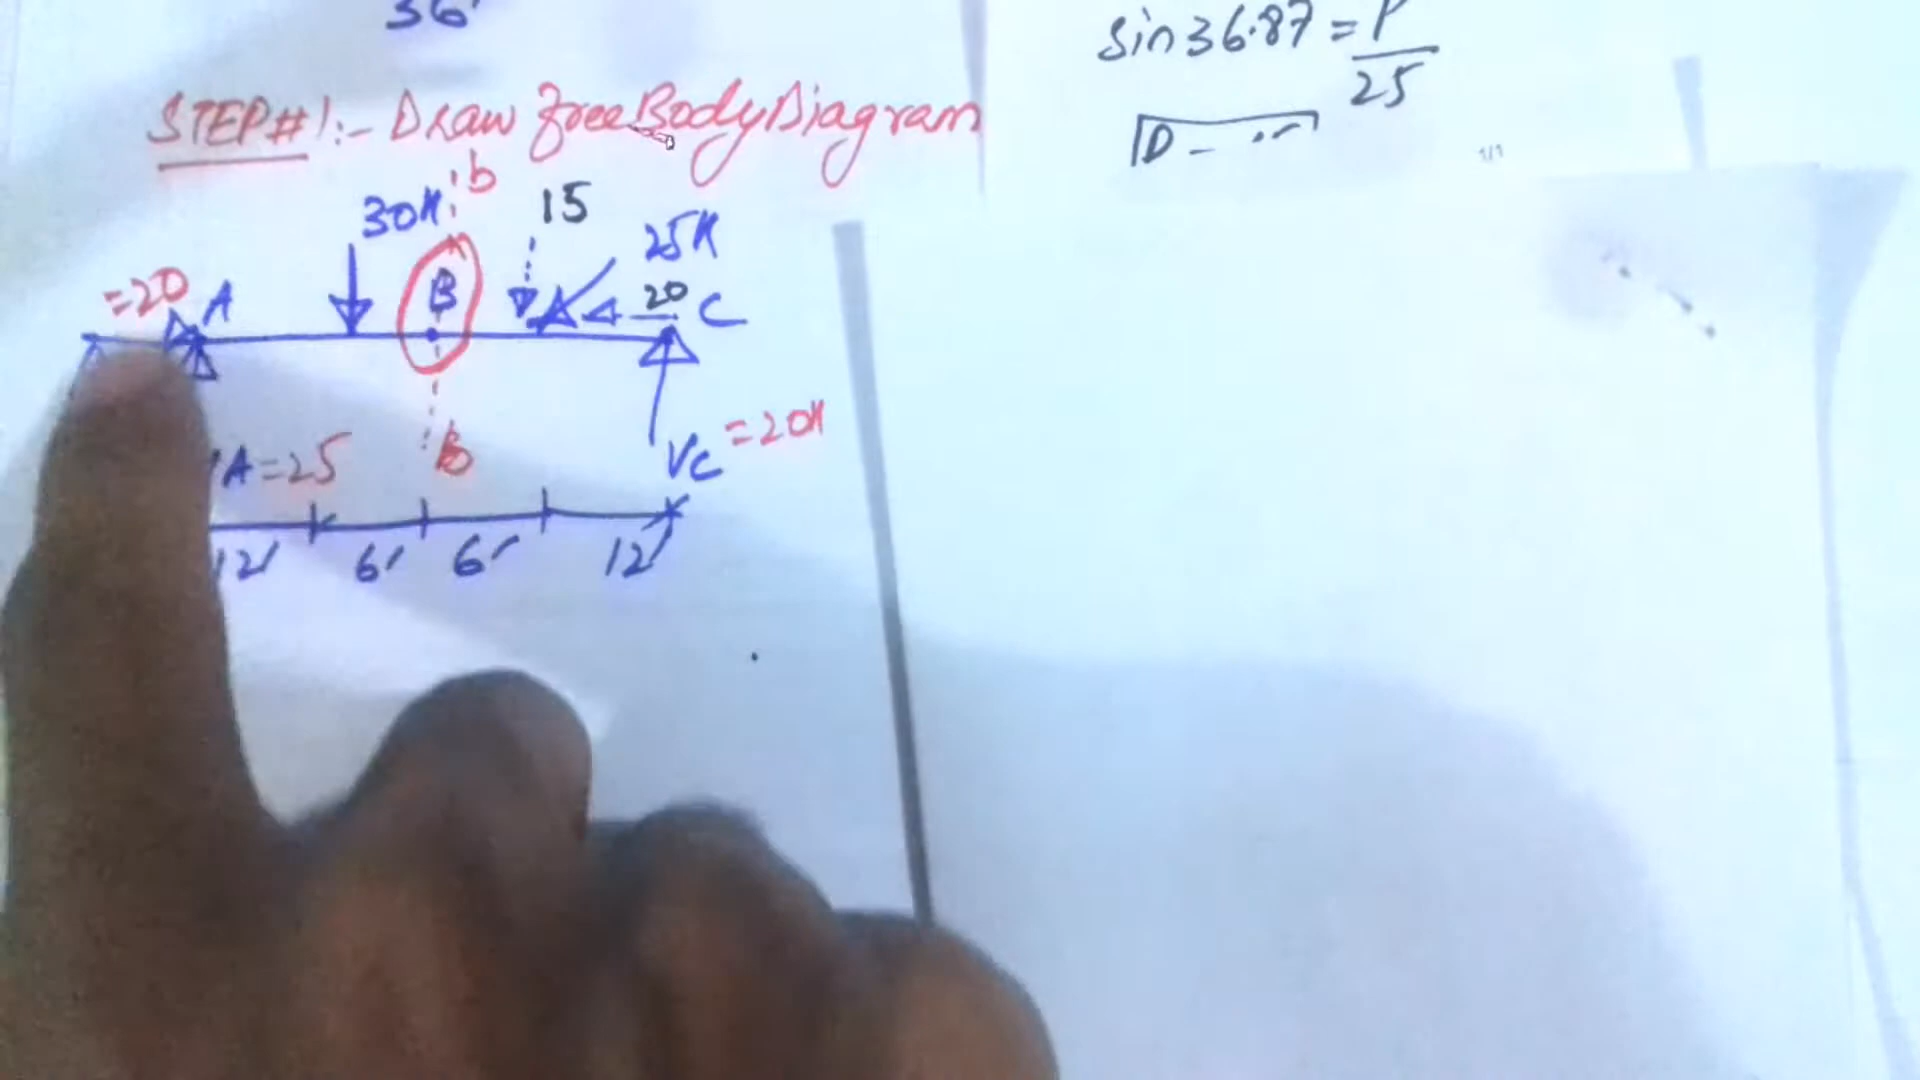 36'
sin36.87 = P
25
STEP#1:- Draw free Body Diagram
b
30K
15
25K
=20
A
B
20
C
A=25
b
Vc =20K
12'
6'
6'
12'